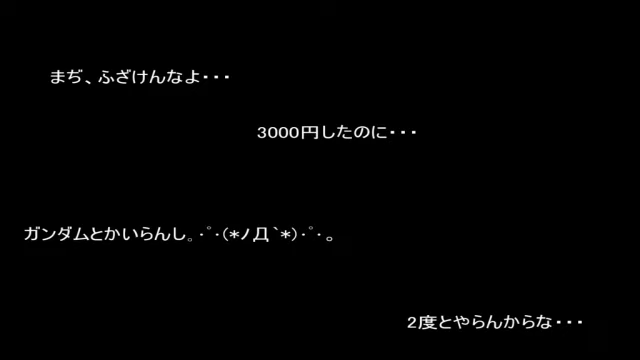 まぢ、ふざけんなよ・・・
3000円したのに・・・
ガンダムとかいらんし。・゜・(*ノД`*)・゜・。
2度とやらんからな・・・